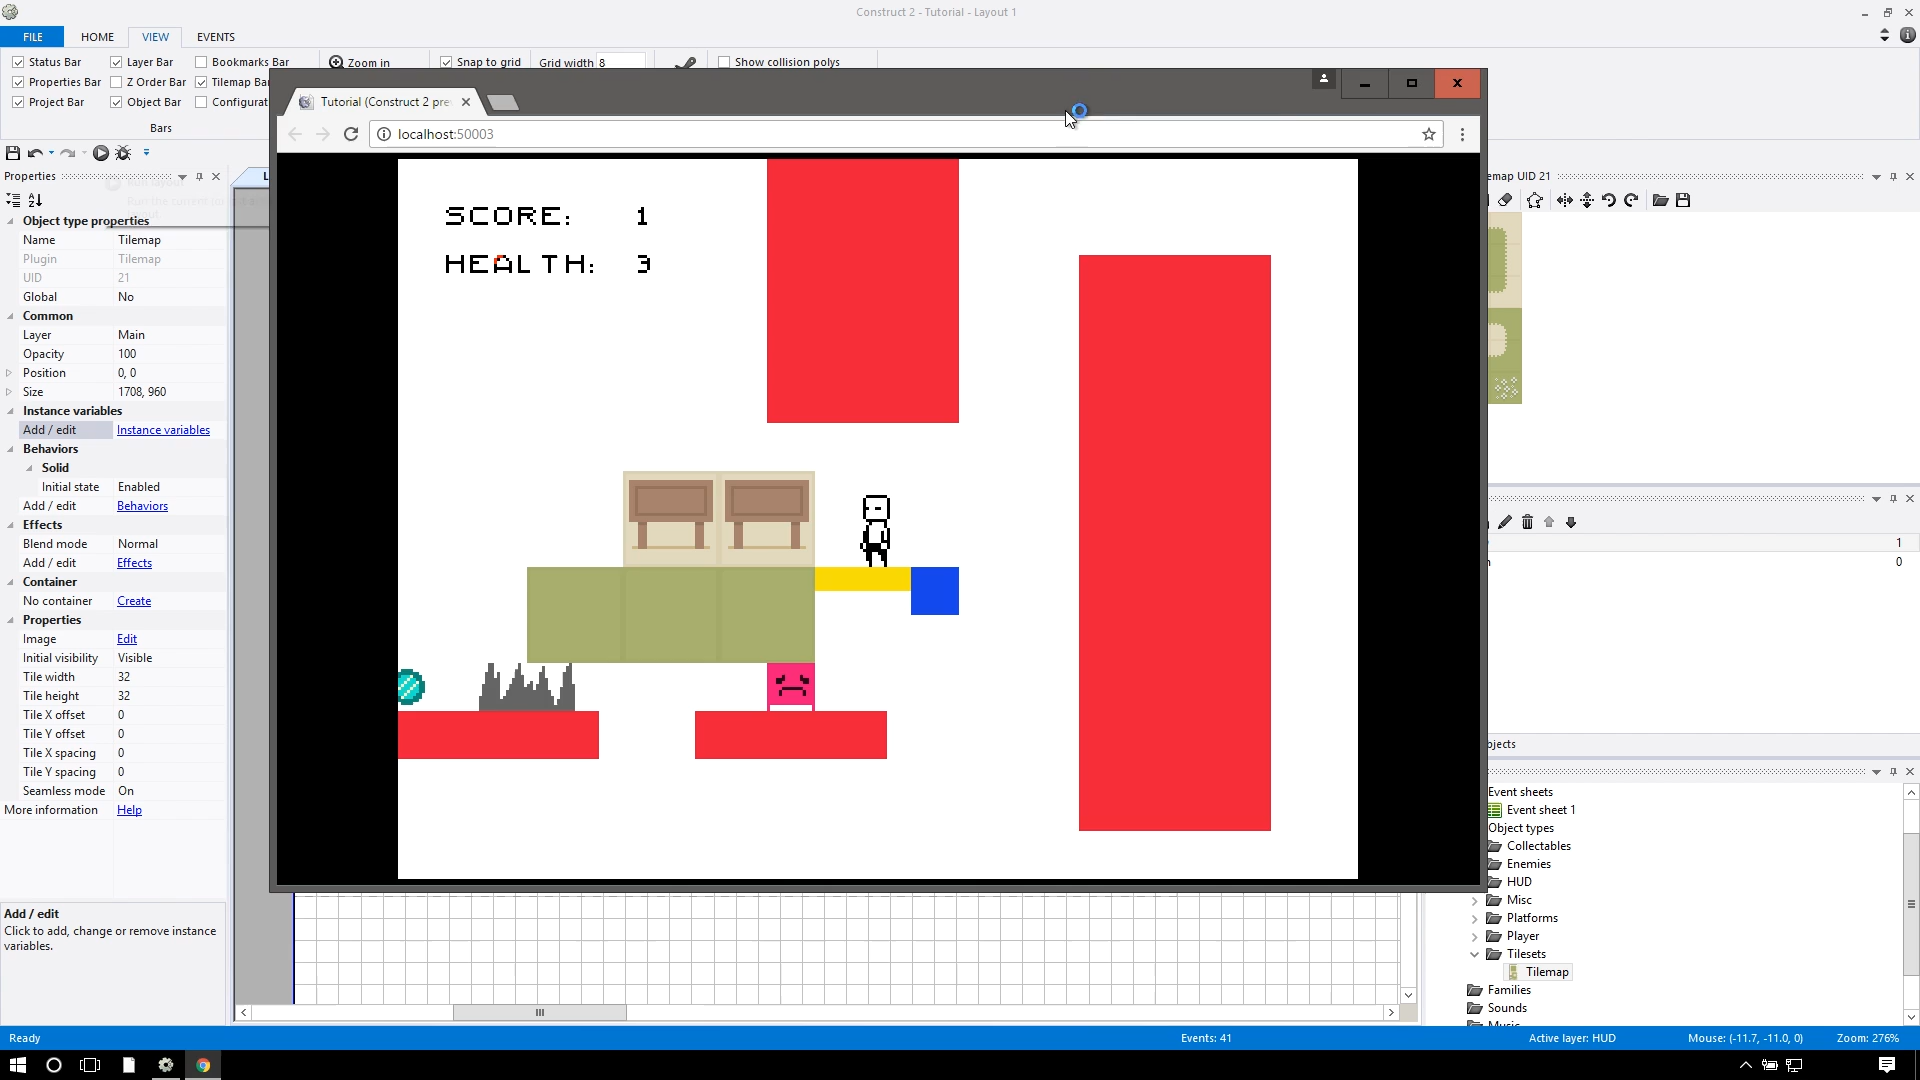 Construct 2 - Tutorial - Layout 1
FILE
HOME
VIEW
EVENTS
Status Bar
Layer Bar
Bookmarks Bar
Zoom in
Snap to grid
Grid width 8
Show collision polys
Properties Bar
Z Order Bar
Tilemap Bar
Project Bar
Object Bar
Configurat
Bars
Tutorial (Construct 2 pre
localhost:50003
Properties
emap UID 21
Object type properties
Name Tilemap
Plugin Tilemap
UID 21
Global No
Common
Layer Main
Opacity 100
Position 0, 0
Size 1708, 960
Instance variables
Add / edit Instance variables
Behaviors
Solid
Initial state Enabled
Add / edit Behaviors
Effects
Blend mode Normal
Add / edit Effects
Container
No container Create
Properties
Image Edit
Initial visibility Visible
Tile width 32
Tile height 32
Tile X offset 0
Tile Y offset 0
Tile X spacing 0
Tile Y spacing 0
Seamless mode On
More information Help
Add / edit
Click to add, change or remove instance
variables.
SCORE: 1
HEALTH: 3
1
0
bjects
Event sheets
Event sheet 1
Object types
Collectables
Enemies
HUD
Misc
Platforms
Player
Tilesets
Tilemap
Families
Sounds
Music
Ready
Events: 41
Active layer: HUD
Mouse: (-11.7, -11.0, 0)
Zoom: 276%